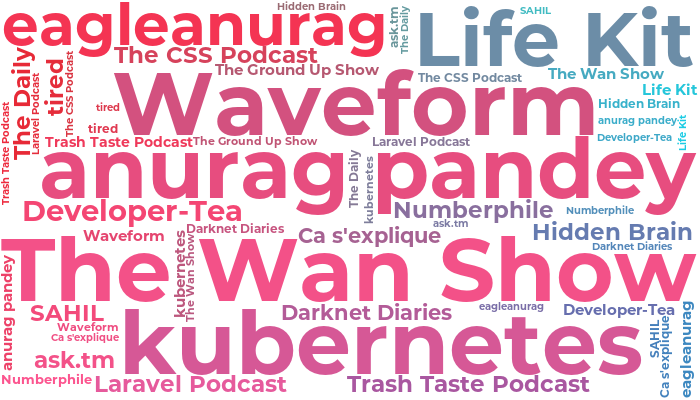 Hidden Brain
eagleanurag
ask.tm
The Daily
Life Kit
SAHIL
The CSS Podcast
The Daily
Laravel Podcast
tired
The CSS Podcast
The Ground Up Show
The CSS Podcast
The Wan Show
Life Kit
Waveform
Hidden Brain
tired
anurag pandey
Life Kit
tired
Trash Taste Podcast
Trash Taste Podcast
The Ground Up Show
Laravel Podcast
Developer-Tea
anurag pandey
The Daily
kubernetes
Developer-Tea
Numberphile
Numberphile
ask.tm
Waveform
Darknet Diaries
Ca s'explique
Hidden Brain
Darknet Diaries
kubernetes
The Wan Show
The Wan Show
anurag pandey
SAHIL
Darknet Diaries
eagleanurag
Developer-Tea
Waveform
Ca s'explique
kubernetes
SAHIL
Ca s'explique
eagleanurag
ask.tm
Numberphile
Laravel Podcast
Trash Taste Podcast